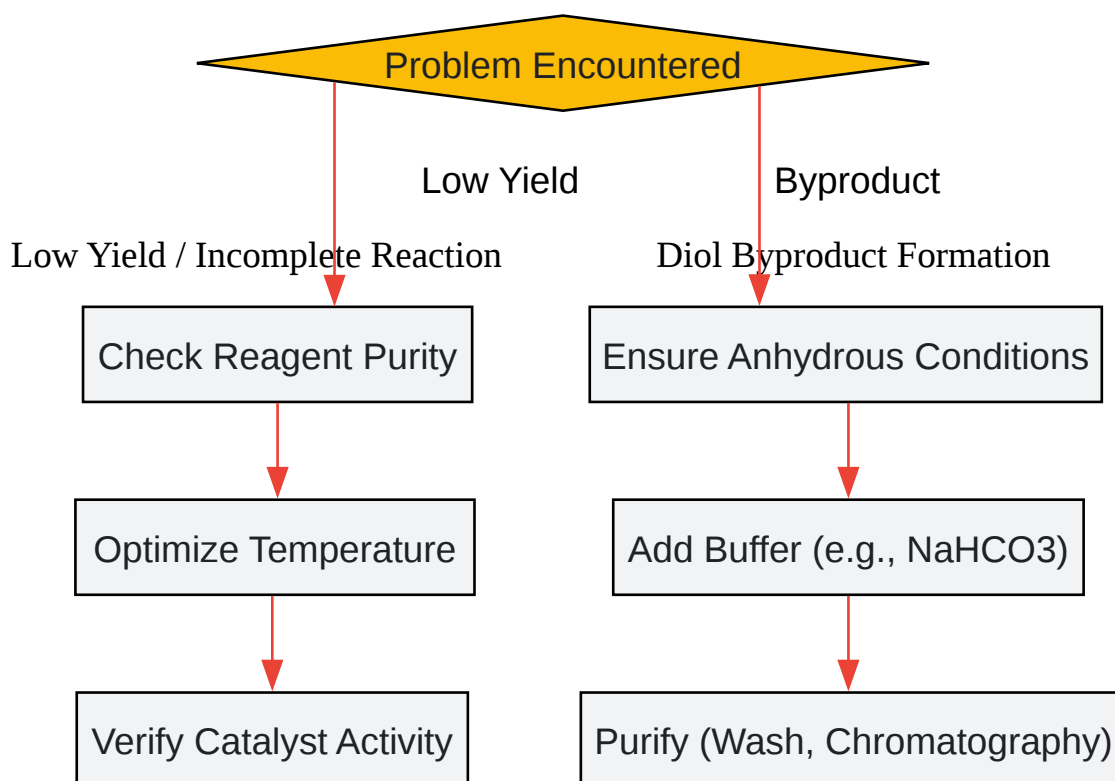 Problem Encountered
Low Yield
Byproduct
Low Yield / Incomplete Reaction
Diol Byproduct Formation
Check Reagent Purity
Ensure Anhydrous Conditions
Optimize Temperature
Add Buffer (e.g., NaHCO3)
Verify Catalyst Activity
Purify (Wash, Chromatography)